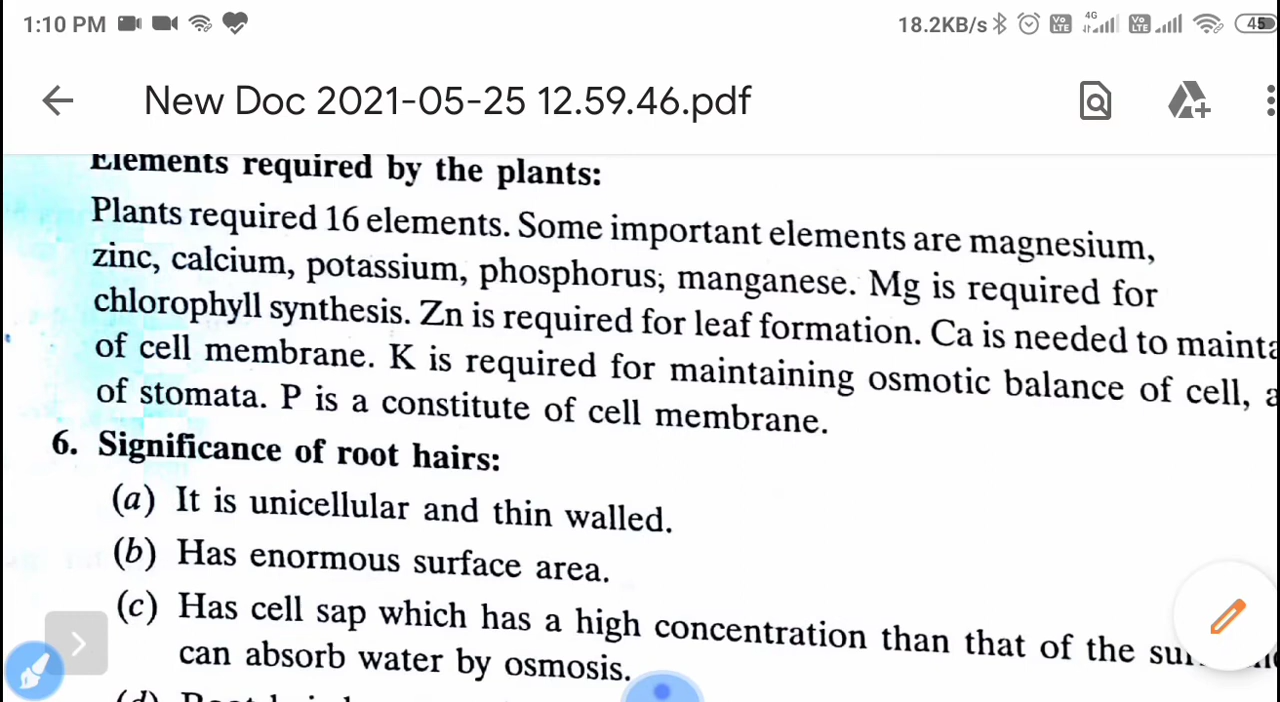 1:10 PM 18.2KB/s 4G Vo LTE Vo LTE 45
New Doc 2021-05-25 12.59.46.pdf
Elements required by the plants:
Plants required 16 elements. Some important elements are magnesium,
zinc, calcium, potassium, phosphorus; manganese. Mg is required for
chlorophyll synthesis. Zn is required for leaf formation. Ca is needed to mainta
of cell membrane. K is required for maintaining osmotic balance of cell, a
of stomata. P is a constitute of cell membrane.
6. Significance of root hairs:
(a) It is unicellular and thin walled.
(b) Has enormous surface area.
(c) Has cell sap which has a high concentration than that of the
can absorb water by osmosis.
(d)